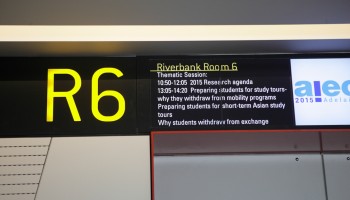 R6
Riverbank Room 6
Thematic Session:
10:50-12:05 2015 Research agenda
13:05-14:20 Preparing students for study tours-
why they withdraw from mobility programs
Preparing students for short-term Asian study
tours
Why students withdraw from exchange
aiec
2015